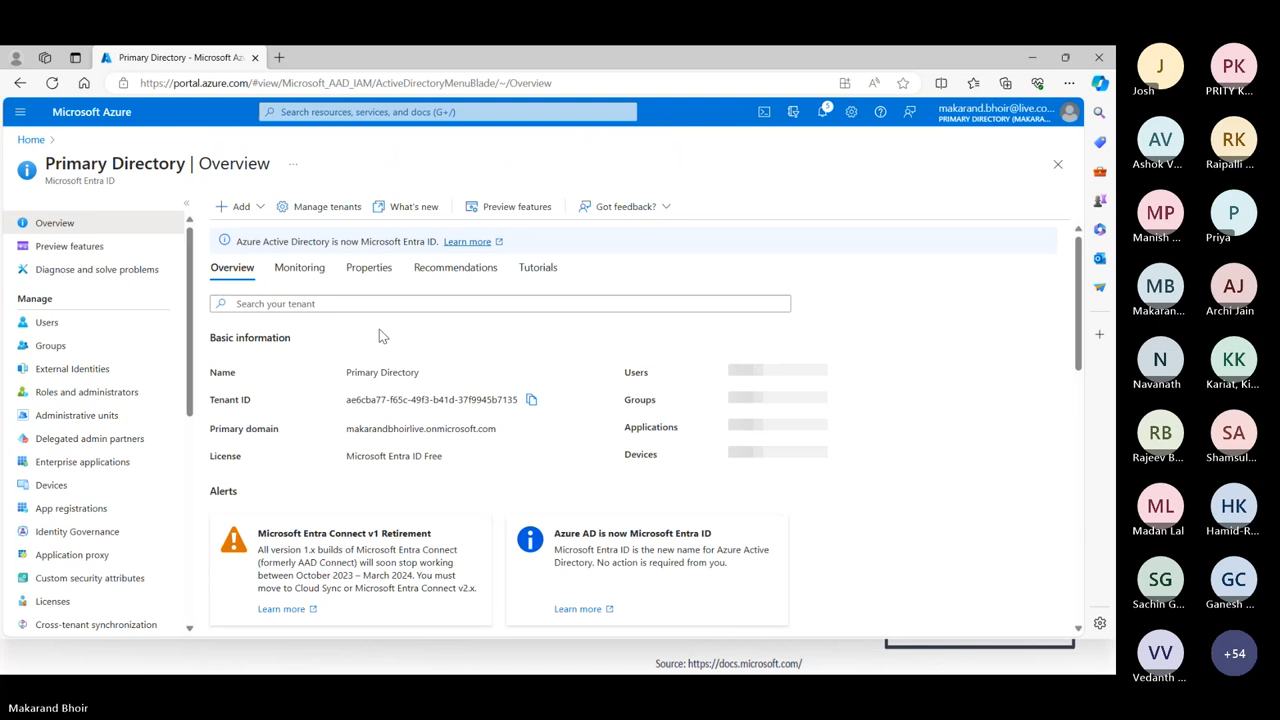 Primary Directory - Microsoft Az
https://portal.azure.com/#view/Microsoft_AAD_IAM/ActiveDirectoryMenuBlade/~/Overview
Microsoft Azure
Search resources, services, and docs (G+/)
5
makarand.bhoir@live.co...
PRIMARY DIRECTORY (MAKARA...
Home
Primary Directory | Overview
Microsoft Entra ID
Add
Manage tenants
What's new
Preview features
Got feedback?
Overview
Preview features
Diagnose and solve problems
Manage
Users
Groups
External Identities
Roles and administrators
Administrative units
Delegated admin partners
Enterprise applications
Devices
App registrations
Identity Governance
Application proxy
Custom security attributes
Licenses
Cross-tenant synchronization
Azure Active Directory is now Microsoft Entra ID. Learn more
Overview Monitoring Properties Recommendations Tutorials
Search your tenant
Basic information
Name Primary Directory Users
Tenant ID ae6cba77-f65c-49f3-b41d-37f9945b7135 Groups
Primary domain makarandbhoirlive.onmicrosoft.com Applications
License Microsoft Entra ID Free Devices
Alerts
Microsoft Entra Connect v1 Retirement
All version 1.x builds of Microsoft Entra Connect
(formerly AAD Connect) will soon stop working
between October 2023 – March 2024. You must
move to Cloud Sync or Microsoft Entra Connect v2.x.
Learn more
Azure AD is now Microsoft Entra ID
Microsoft Entra ID is the new name for Azure Active
Directory. No action is required from you.
Learn more
Source: https://docs.microsoft.com/
J
Josh
PK
PRITY K...
AV
Ashok V...
RK
Raipalli ...
MP
Manish ...
P
Priya
MB
Makaran...
AJ
Archi Jain
N
Navanath
KK
Kariat, Ki...
RB
Rajeev B...
SA
Shamsul...
ML
Madan Lal
HK
Hamid-R...
SG
Sachin G...
GC
Ganesh ...
VV
Vedanth ...
+54
Makarand Bhoir